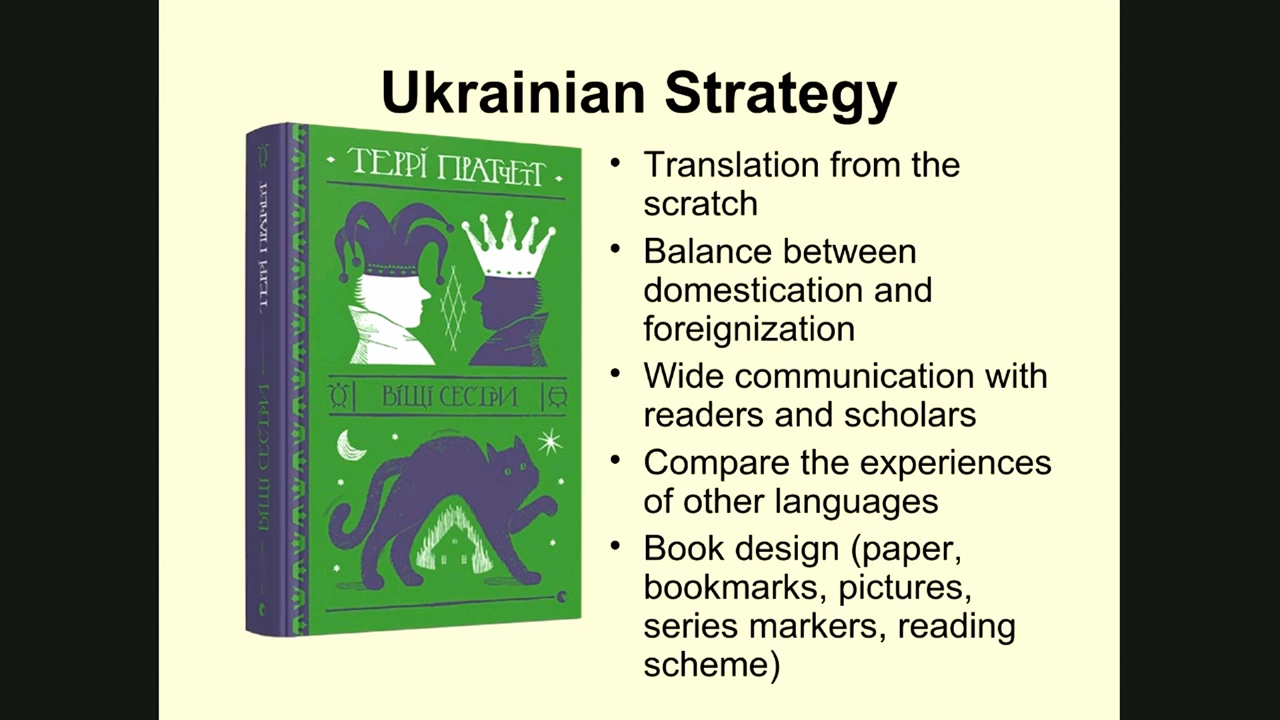 Ukrainian Strategy
ТЕРРІ ПРАТЧЕТТ
ВІЩІ СЕСТРИ
ТЕРРІ ПРАТЧЕТТ
ВІЩІ СЕСТРИ
• Translation from the
scratch
• Balance between
domestication and
foreignization
• Wide communication with
readers and scholars
• Compare the experiences
of other languages
• Book design (paper,
bookmarks, pictures,
series markers, reading
scheme)